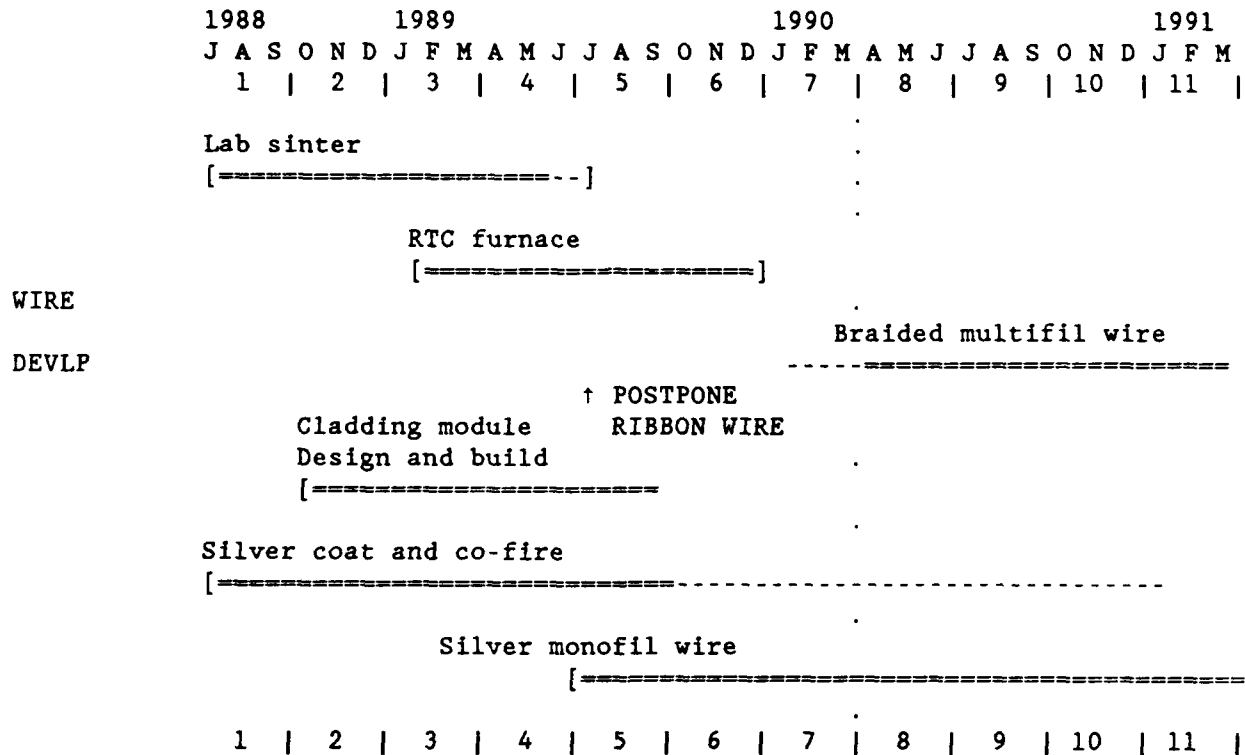 1988 1989 1990 1991
J A S O N D J F M A M J J A S O N D J F M A M J J A S O N D J F M
1 | 2 | 3 | 4 | 5 | 6 | 7 | 8 | 9 | 10 | 11 |
Lab sinter
[=====================--]
RTC furnace
[=====================]
WIRE
Braided multifil wire
DEVLP
-----=======================
↑ POSTPONE
Cladding module RIBBON WIRE
Design and build
[======================
Silver coat and co-fire
[=============================-------------------------------
Silver monofil wire
[==========================================
1 | 2 | 3 | 4 | 5 | 6 | 7 | 8 | 9 | 10 | 11 |